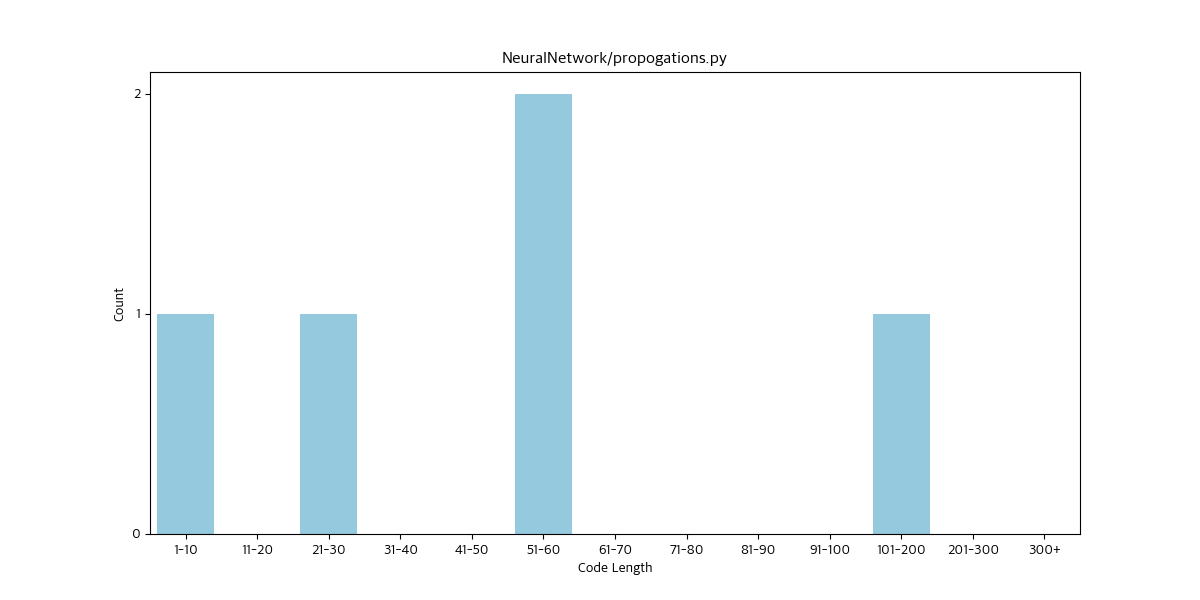 NeuralNetwork/propogations.py
2
1
0
Count
1-10 11-20 21-30 31-40 41-50 51-60 61-70 71-80 81-90 91-100 101-200 201-300 300+
Code Length